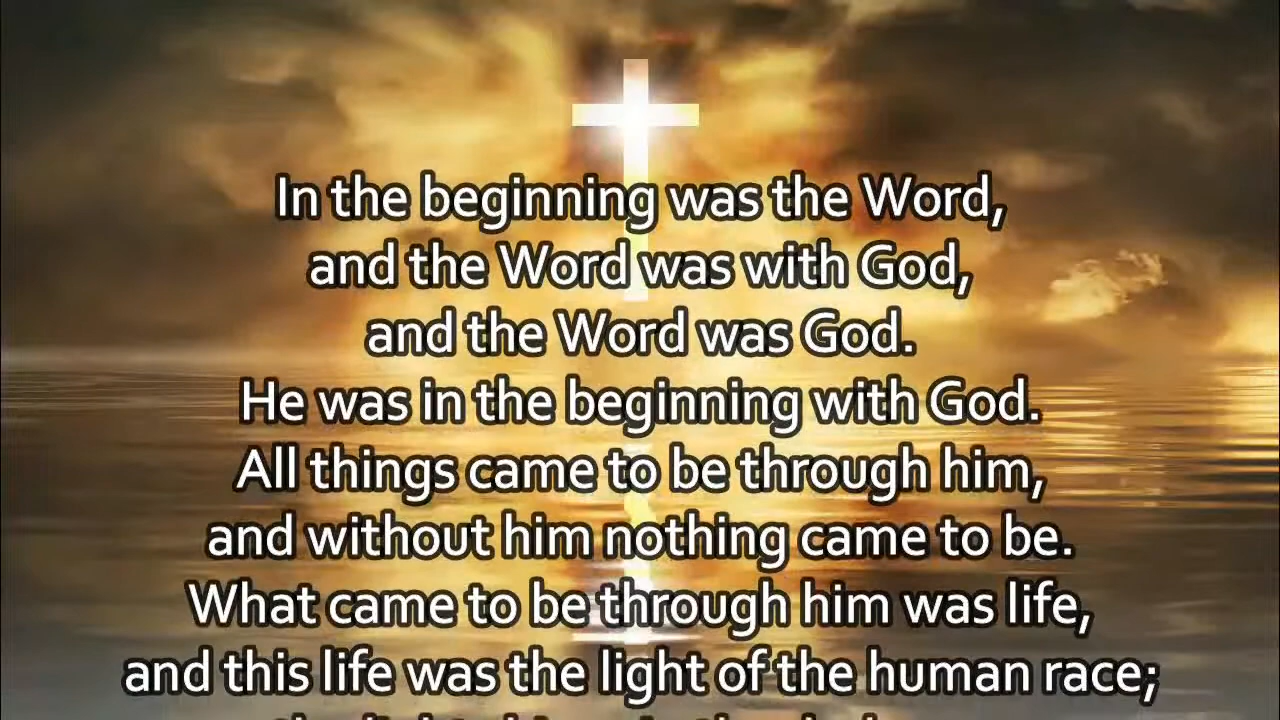 In the beginning was the Word,
and the Word was with God,
and the Word was God.
He was in the beginning with God.
All things came to be through him,
and without him nothing came to be.
What came to be through him was life,
and this life was the light of the human race;